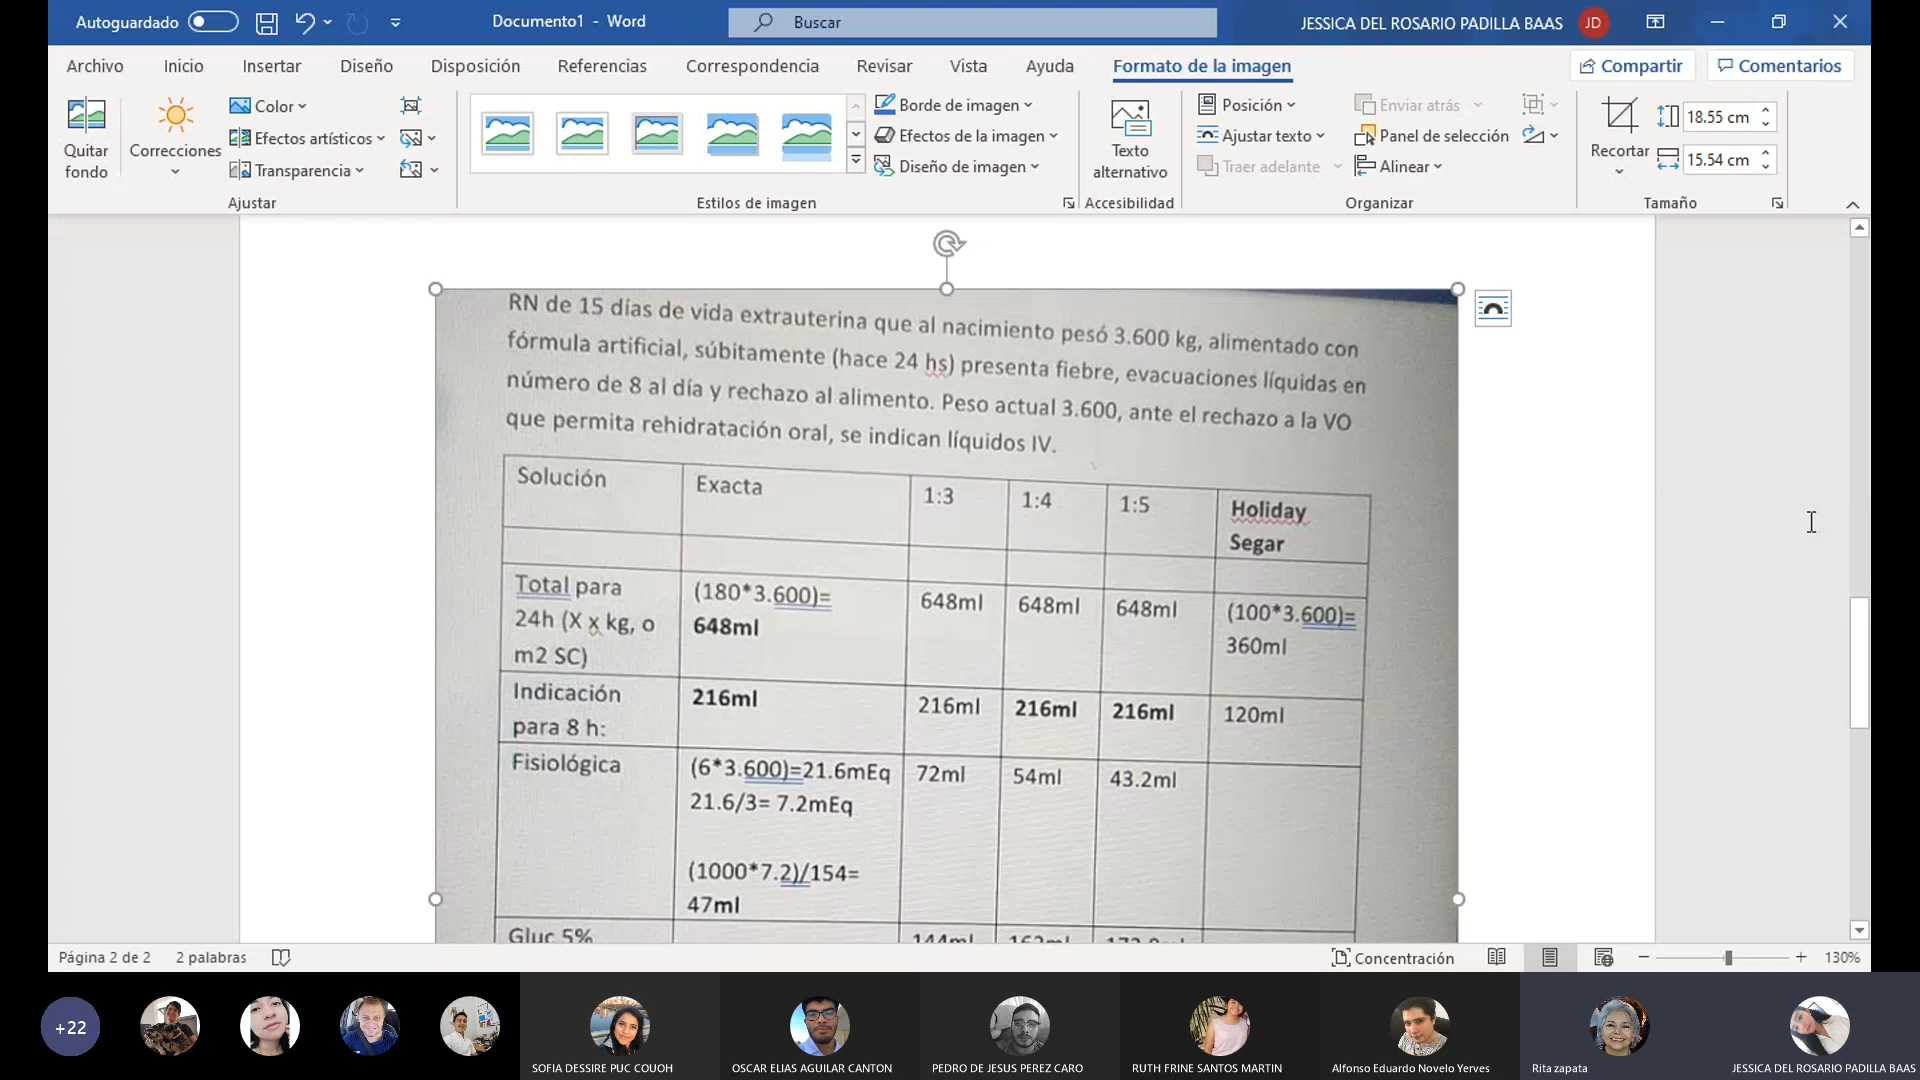 Autoguardado
Documento1 - Word
Buscar
JESSICA DEL ROSARIO PADILLA BAAS
JD
Archivo Inicio Insertar Diseño Disposición Referencias Correspondencia Revisar Vista Ayuda Formato de la imagen Compartir Comentarios
Quitar fondo
Correcciones
Color
Efectos artísticos
Transparencia
Ajustar
Estilos de imagen
Borde de imagen
Efectos de la imagen
Diseño de imagen
Texto alternativo
Accesibilidad
Posición
Ajustar texto
Traer adelante
Enviar atrás
Panel de selección
Alinear
Organizar
Recortar
18.55 cm
15.54 cm
Tamaño
RN de 15 días de vida extrauterina que al nacimiento pesó 3.600 kg, alimentado con
fórmula artificial, súbitamente (hace 24 hs) presenta fiebre, evacuaciones líquidas en
número de 8 al día y rechazo al alimento. Peso actual 3.600, ante el rechazo a la VO
que permita rehidratación oral, se indican líquidos IV.
Solución Exacta 1:3 1:4 1:5 Holiday Segar
Total para 24h (X x kg, o m2 SC) (180*3.600)= 648ml 648ml 648ml 648ml (100*3.600)= 360ml
Indicación para 8 h: 216ml 216ml 216ml 216ml 120ml
Fisiológica (6*3.600)=21.6mEq 72ml 54ml 43.2ml
21.6/3= 7.2mEq
(1000*7.2)/154=
47ml
Gluc 5% 144ml 162ml
Página 2 de 2 2 palabras Concentración 130%
+22
SOFIA DESSIRE PUC COUOH
OSCAR ELIAS AGUILAR CANTON
PEDRO DE JESUS PEREZ CARO
RUTH FRINE SANTOS MARTIN
Alfonso Eduardo Novelo Yerves
Rita zapata
JESSICA DEL ROSARIO PADILLA BAAS